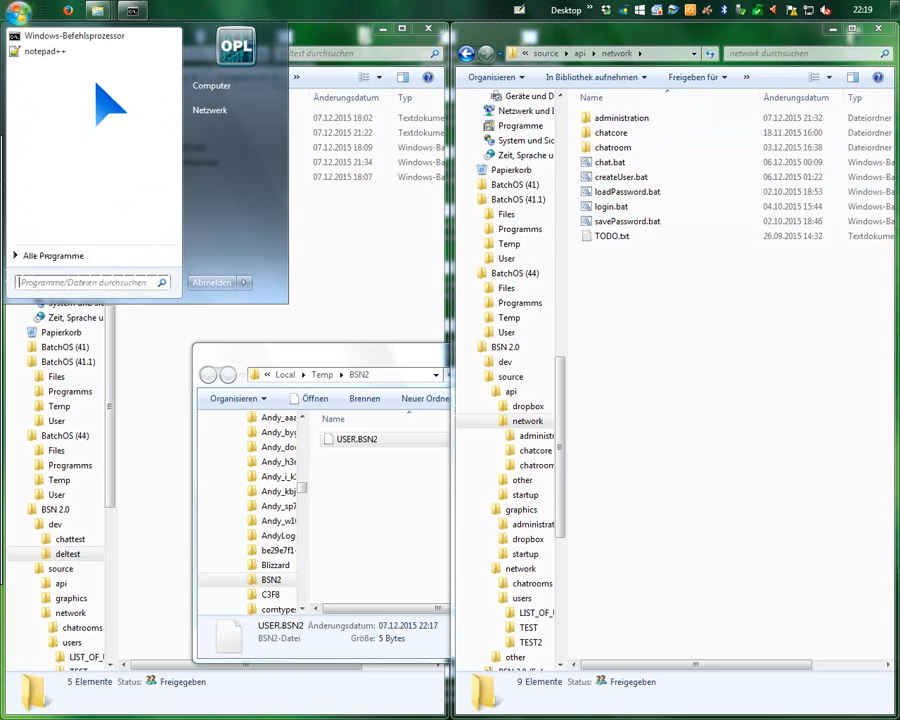 Desktop
»
22:19
Windows-Befehlsprozessor
notepad++
OPL
Computer
Netzwerk
Alle Programme
Programme/Dateien durchsuchen
Abmelden
test durchsuchen
»
Änderungsdatum
Typ
07.12.2015 18:02
Textdokume
07.12.2015 21:22
Textdokume
07.12.2015 18:09
Windows-Ba
07.12.2015 21:34
Windows-Ba
07.12.2015 18:07
Windows-Ba
Zeit, Sprache u
Papierkorb
BatchOS (41)
BatchOS (41.1)
Files
Programms
Temp
User
BatchOS (44)
Files
Programms
Temp
User
BSN 2.0
dev
chattest
deltest
source
api
graphics
network
chatrooms
users
LIST_OF_
5 Elemente
Status:
Freigegeben
« Local
Temp
BSN2
Organisieren
Öffnen
Brennen
Neuer Ordne
Name
USER.BSN2
Andy_aaa
Andy_byg
Andy_do
Andy_h3r
Andy_i_k
Andy_kbj
Andy_sp7
Andy_w1
AndyLog
be29e7f1-
Blizzard
BSN2
C3F8
comtypes
USER.BSN2
Änderungsdatum: 07.12.2015 22:17
BSN2-Datei
Größe: 5 Bytes
« source
api
network
network durchsuchen
Organisieren
In Bibliothek aufnehmen
Freigeben für
»
Geräte und D
Netzwerk und I
Programme
System und Sic
Zeit, Sprache u
Papierkorb
BatchOS (41)
BatchOS (41.1)
Files
Programms
Temp
User
BatchOS (44)
Files
Programms
Temp
User
BSN 2.0
dev
source
api
dropbox
network
administr
chatcore
chatroom
other
startup
graphics
administra
dropbox
startup
network
chatrooms
users
LIST_OF_U
TEST
TEST2
other
Name
Änderungsdatum
Typ
administration
07.12.2015 21:32
Dateiordner
chatcore
18.11.2015 16:00
Dateiordner
chatroom
03.12.2015 16:38
Dateiordner
chat.bat
06.12.2015 00:09
Windows-Ba
createUser.bat
06.12.2015 01:22
Windows-Ba
loadPassword.bat
02.10.2015 18:53
Windows-Ba
login.bat
04.12.2015 15:44
Windows-Ba
savePassword.bat
02.10.2015 18:46
Windows-Ba
TODO.txt
26.09.2015 14:32
Textdokume
9 Elemente
Status:
Freigegeben